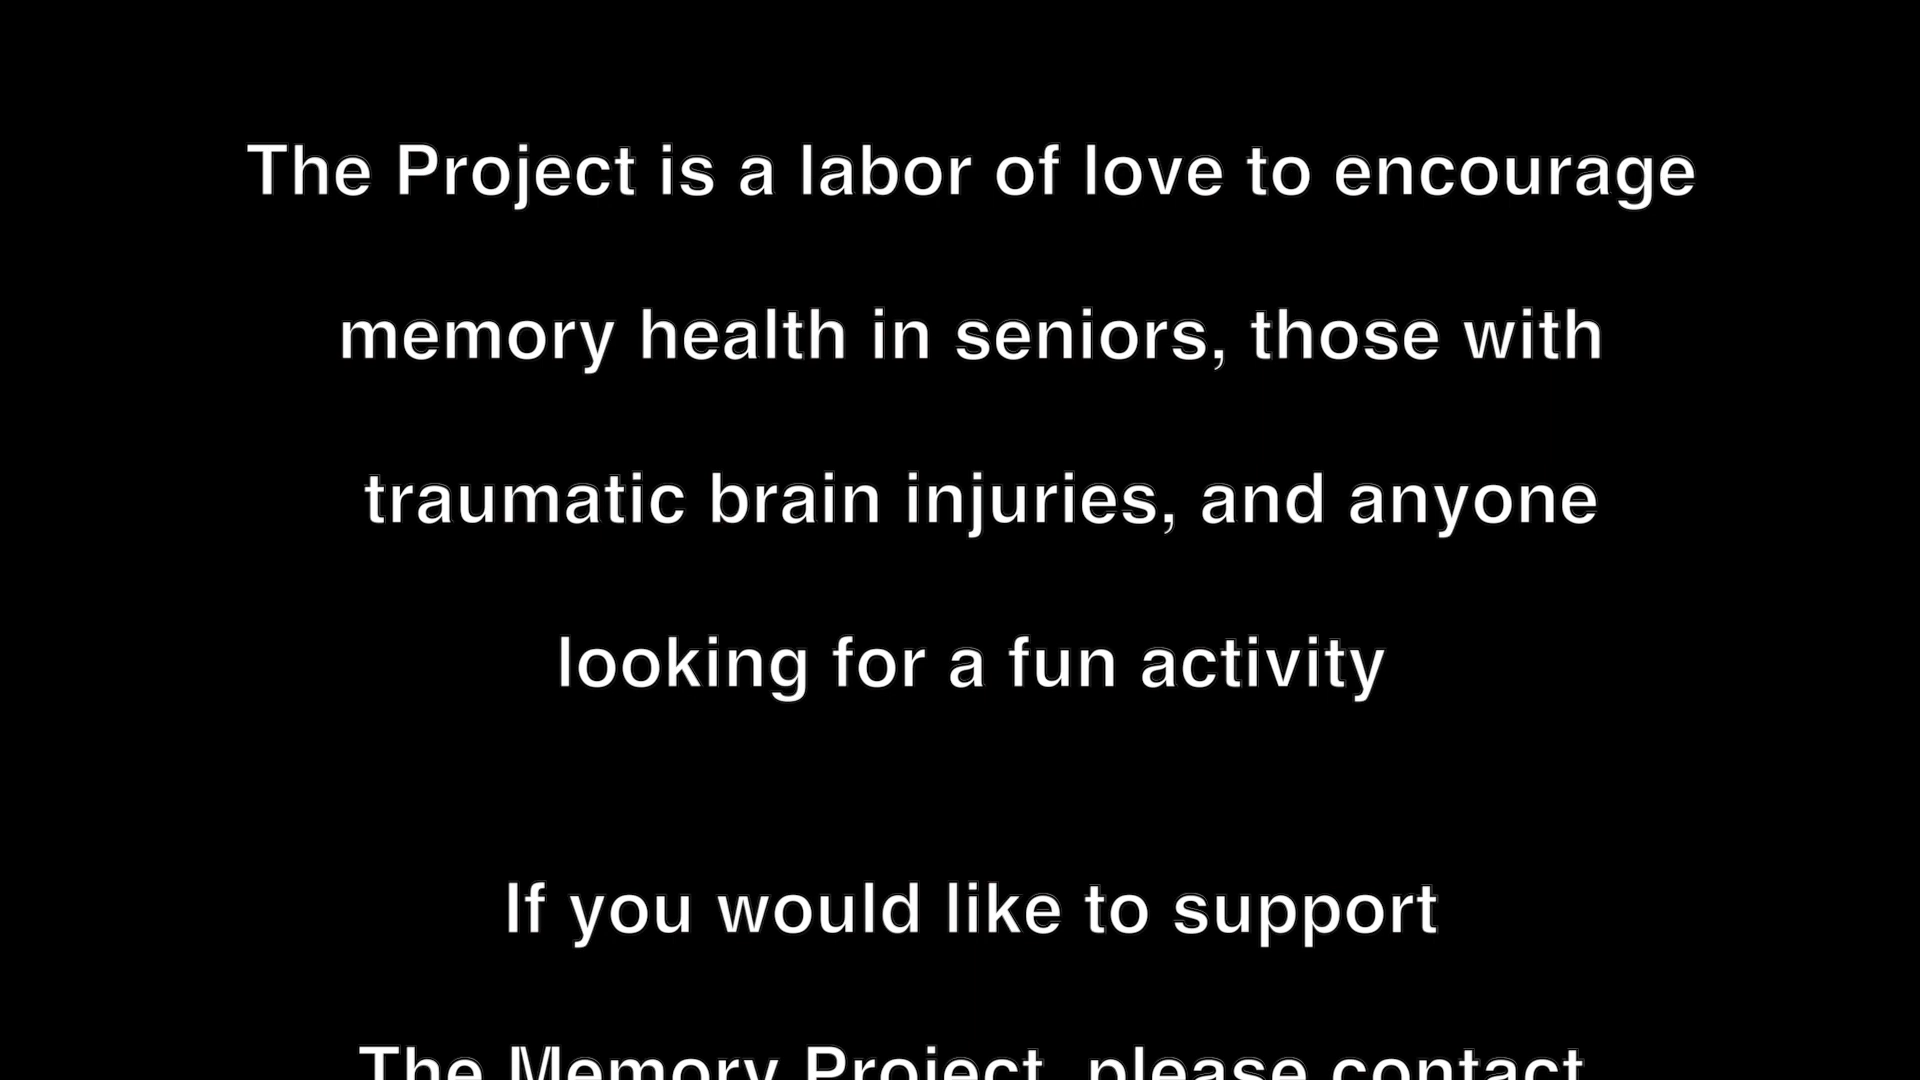 The Project is a labor of love to encourage
memory health in seniors, those with
traumatic brain injuries, and anyone
looking for a fun activity
If you would like to support
The Memory Project, please contact